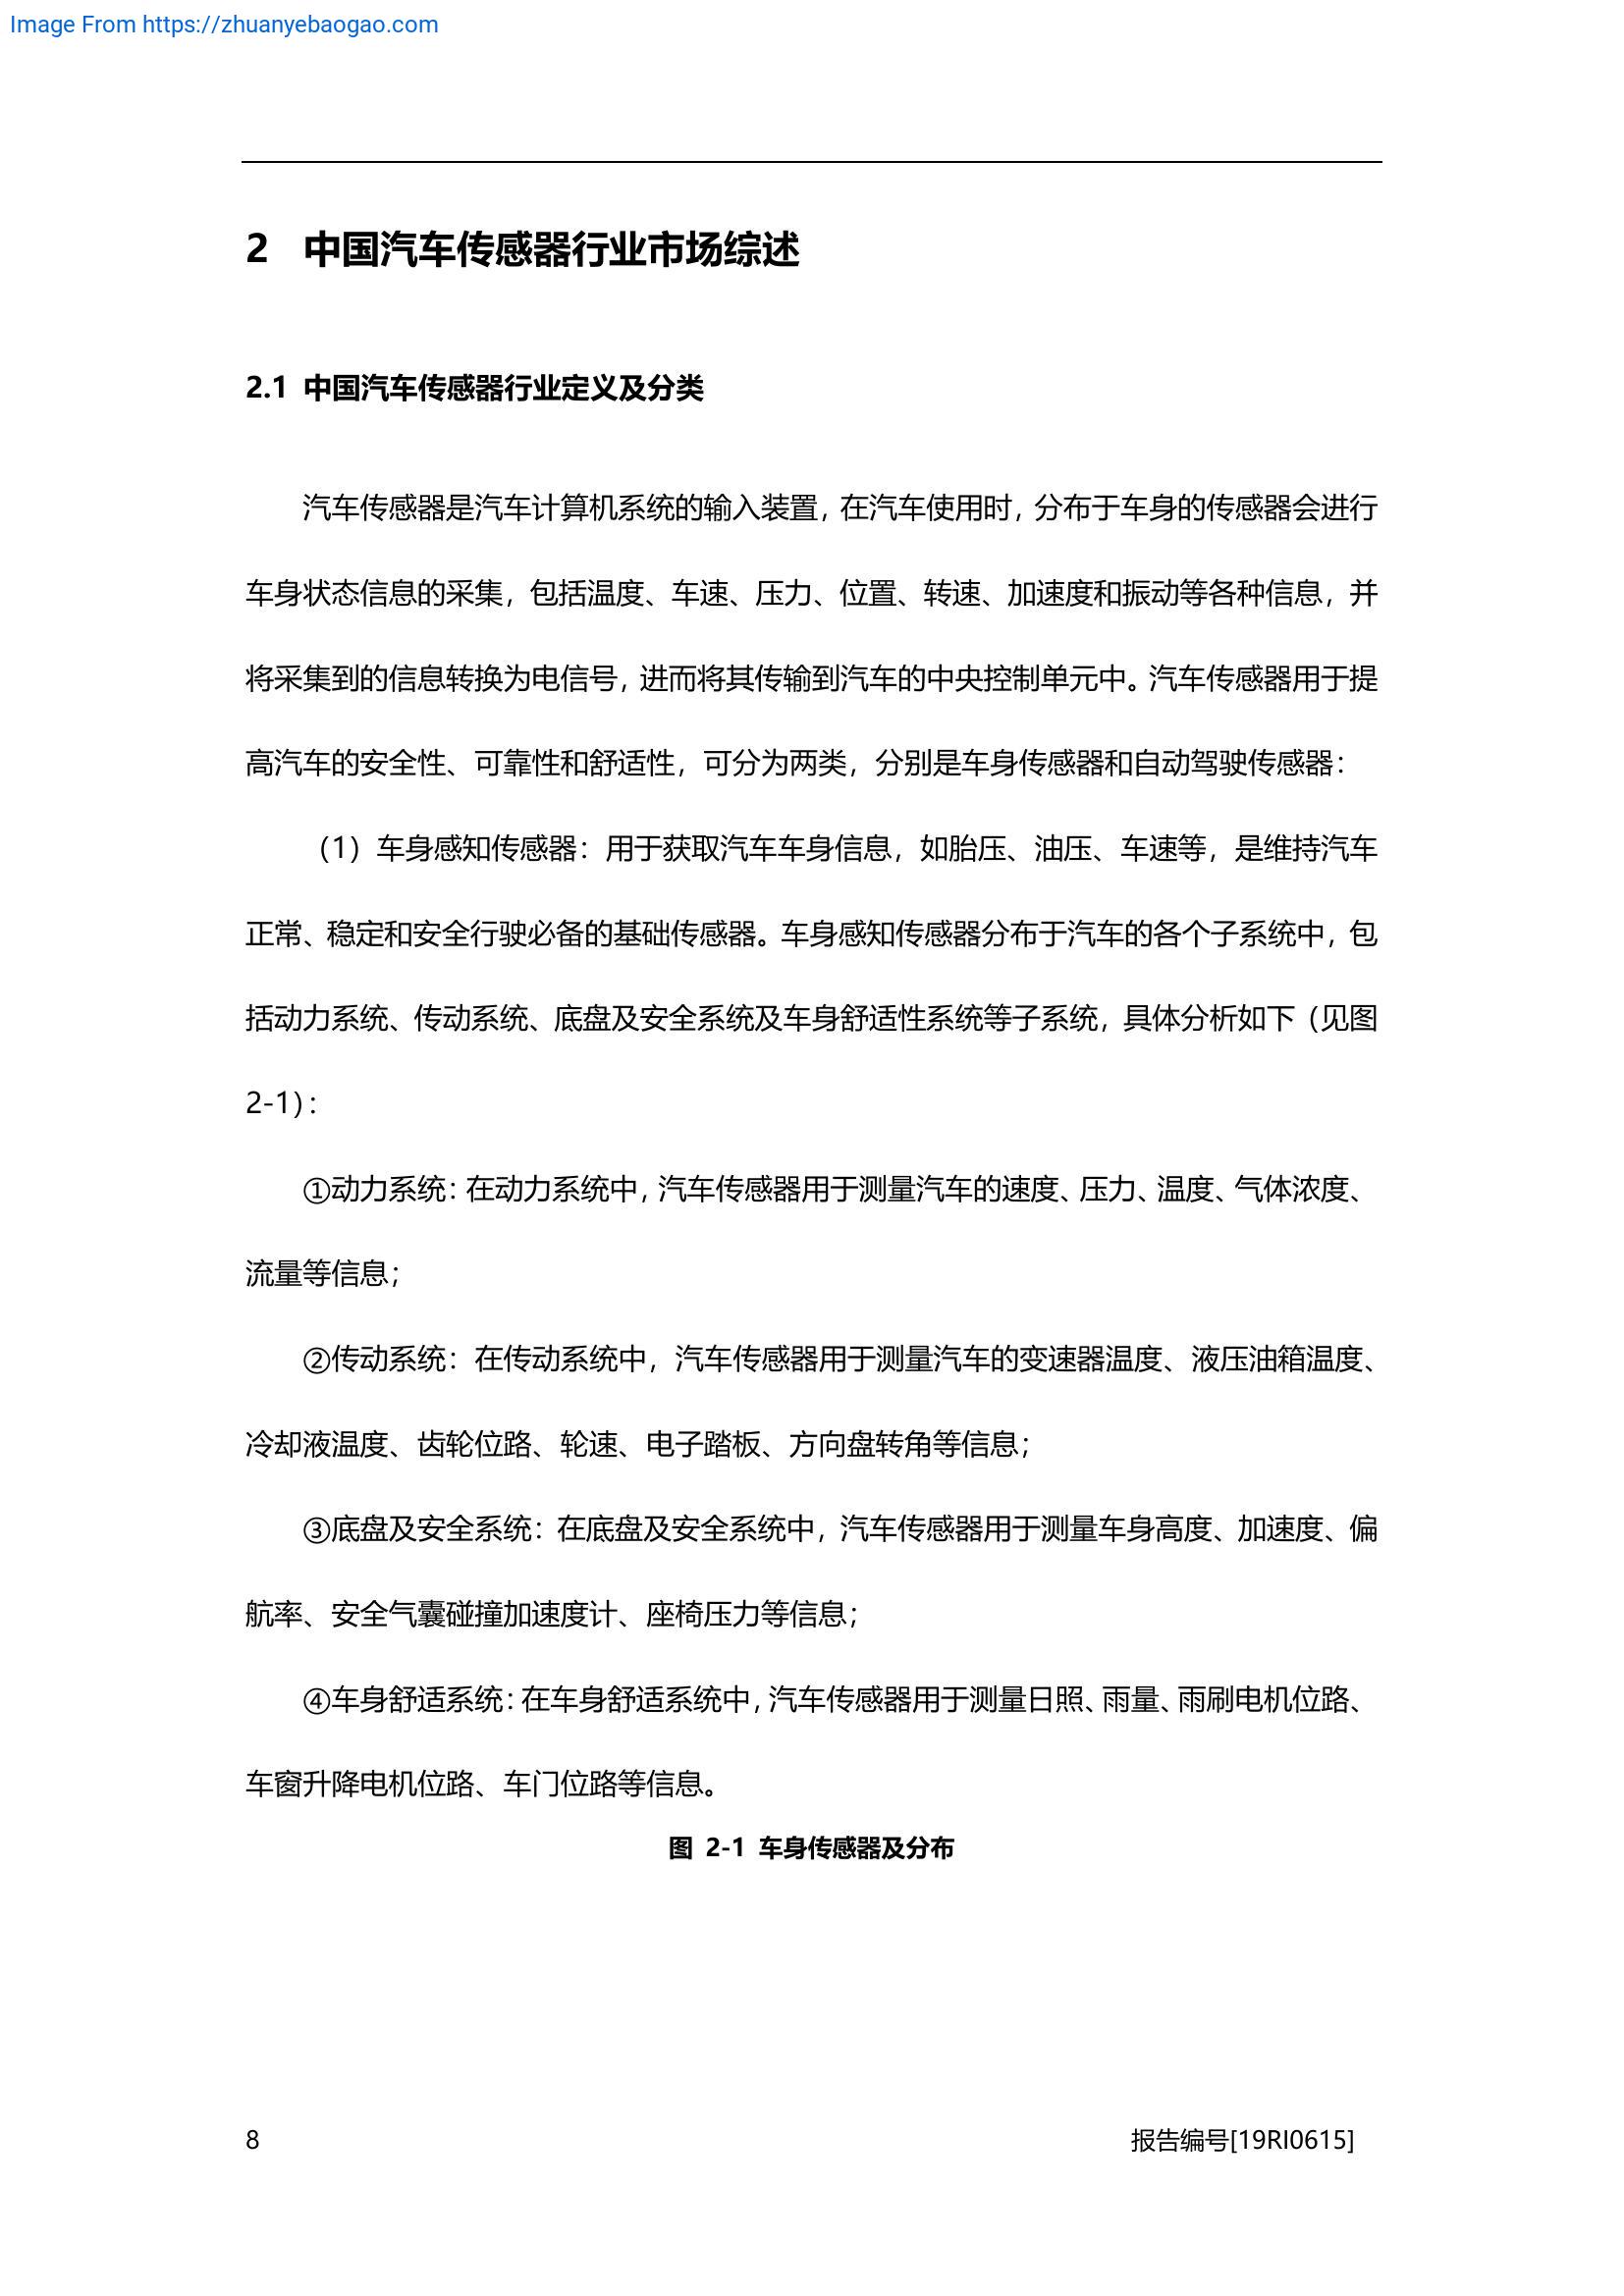 Image From https://zhuanyebaogao.com
2 中国汽车传感器行业市场综述
2.1 中国汽车传感器行业定义及分类
汽车传感器是汽车计算机系统的输入装置，在汽车使用时，分布于车身的传感器会进行
车身状态信息的采集，包括温度、车速、压力、位置、转速、加速度和振动等各种信息，并
将采集到的信息转换为电信号，进而将其传输到汽车的中央控制单元中。汽车传感器用于提
高汽车的安全性、可靠性和舒适性，可分为两类，分别是车身传感器和自动驾驶传感器：
（1）车身感知传感器：用于获取汽车车身信息，如胎压、油压、车速等，是维持汽车
正常、稳定和安全行驶必备的基础传感器。车身感知传感器分布于汽车的各个子系统中，包
括动力系统、传动系统、底盘及安全系统及车身舒适性系统等子系统，具体分析如下（见图
2-1）：
①动力系统：在动力系统中，汽车传感器用于测量汽车的速度、压力、温度、气体浓度、
流量等信息；
②传动系统：在传动系统中，汽车传感器用于测量汽车的变速器温度、液压油箱温度、
冷却液温度、齿轮位路、轮速、电子踏板、方向盘转角等信息；
③底盘及安全系统：在底盘及安全系统中，汽车传感器用于测量车身高度、加速度、偏
航率、安全气囊碰撞加速度计、座椅压力等信息；
④车身舒适系统：在车身舒适系统中，汽车传感器用于测量日照、雨量、雨刷电机位路、
车窗升降电机位路、车门位路等信息。
图 2-1 车身传感器及分布
8 报告编号[19RI0615]